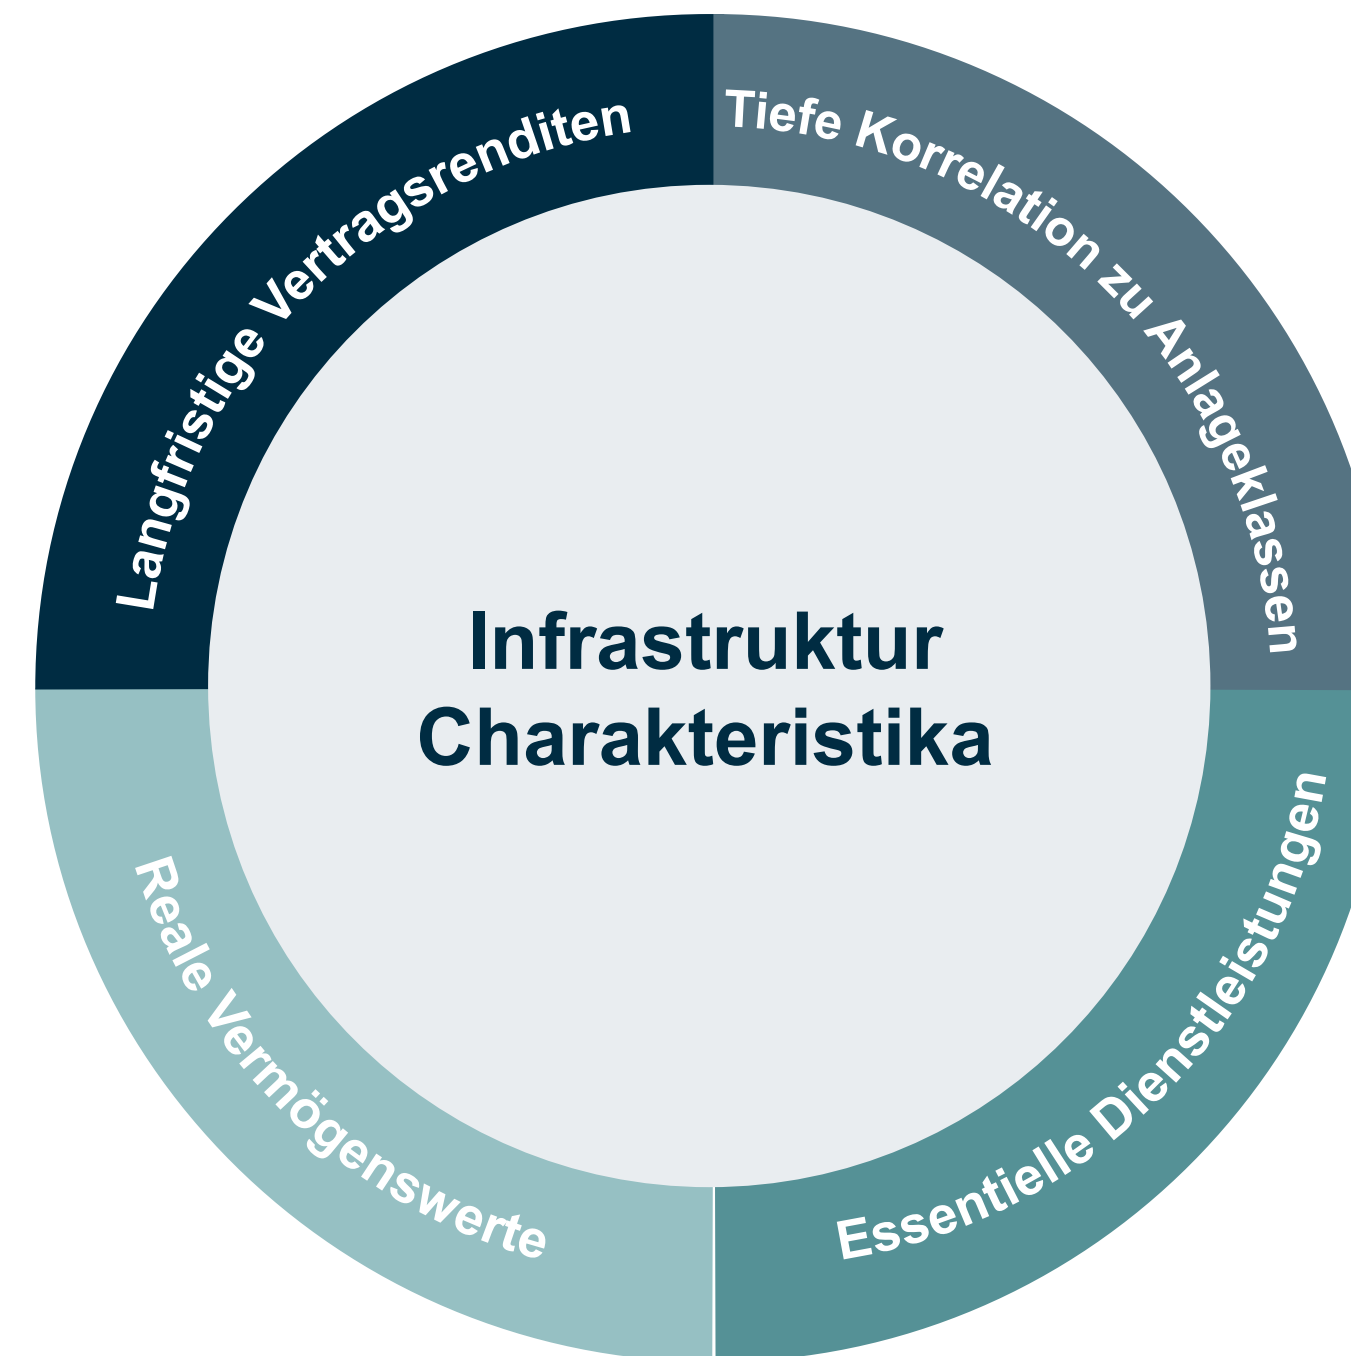 Langfristige Vertragsrenditen
Tiefe Korrelation zu Anlageklassen
Infrastruktur
Charakteristika
Reale Vermögenswerte
Essentielle Dienstleistungen